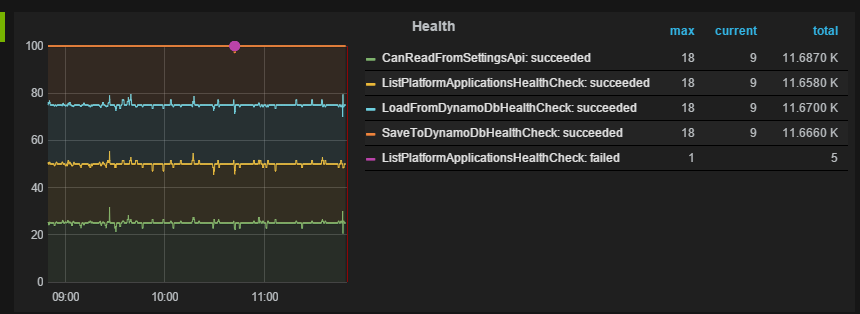 Health
max current total
100
80
60
40
20
0
09:00 10:00 11:00
CanReadFromSettingsApi: succeeded 18 9 11.6870 K
ListPlatformApplicationsHealthCheck: succeeded 18 9 11.6580 K
LoadFromDynamoDbHealthCheck: succeeded 18 9 11.6700 K
SaveToDynamoDbHealthCheck: succeeded 18 9 11.6660 K
ListPlatformApplicationsHealthCheck: failed 1 5